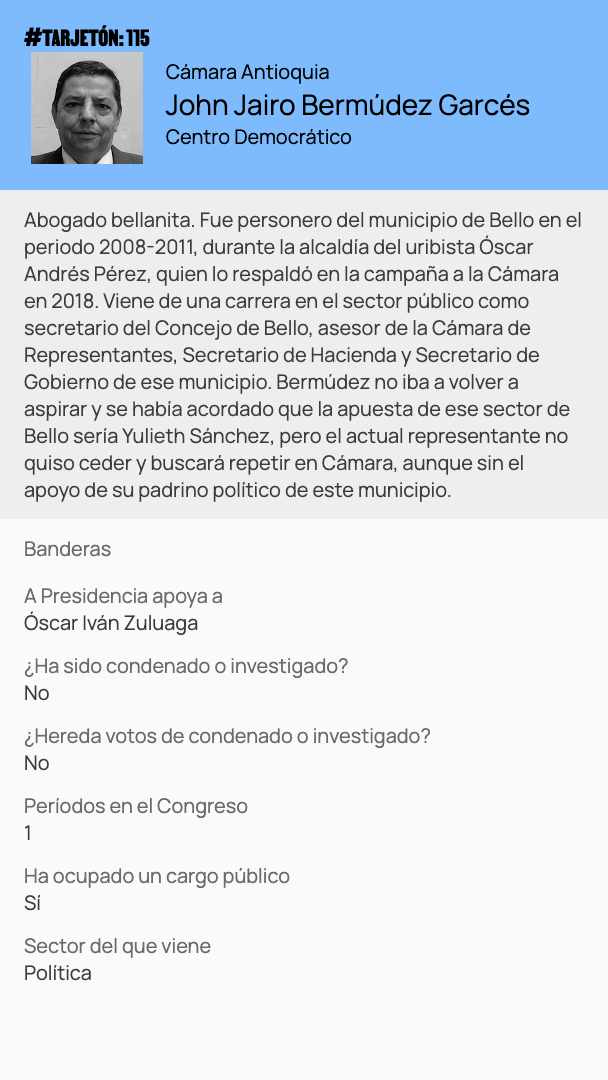 #TARJETÓN: 115
Cámara Antioquia
John Jairo Bermúdez Garcés
Centro Democrático
Abogado bellanita. Fue personero del municipio de Bello en el
periodo 2008-2011, durante la alcaldía del uribista Óscar
Andrés Pérez, quien lo respaldó en la campaña a la Cámara
en 2018. Viene de una carrera en el sector público como
secretario del Concejo de Bello, asesor de la Cámara de
Representantes, Secretario de Hacienda y Secretario de
Gobierno de ese municipio. Bermúdez no iba a volver a
aspirar y se había acordado que la apuesta de ese sector de
Bello sería Yulieth Sánchez, pero el actual representante no
quiso ceder y buscará repetir en Cámara, aunque sin el
apoyo de su padrino político de este municipio.
Banderas
A Presidencia apoya a
Óscar Iván Zuluaga
¿Ha sido condenado o investigado?
No
¿Hereda votos de condenado o investigado?
No
Períodos en el Congreso
1
Ha ocupado un cargo público
Sí
Sector del que viene
Política